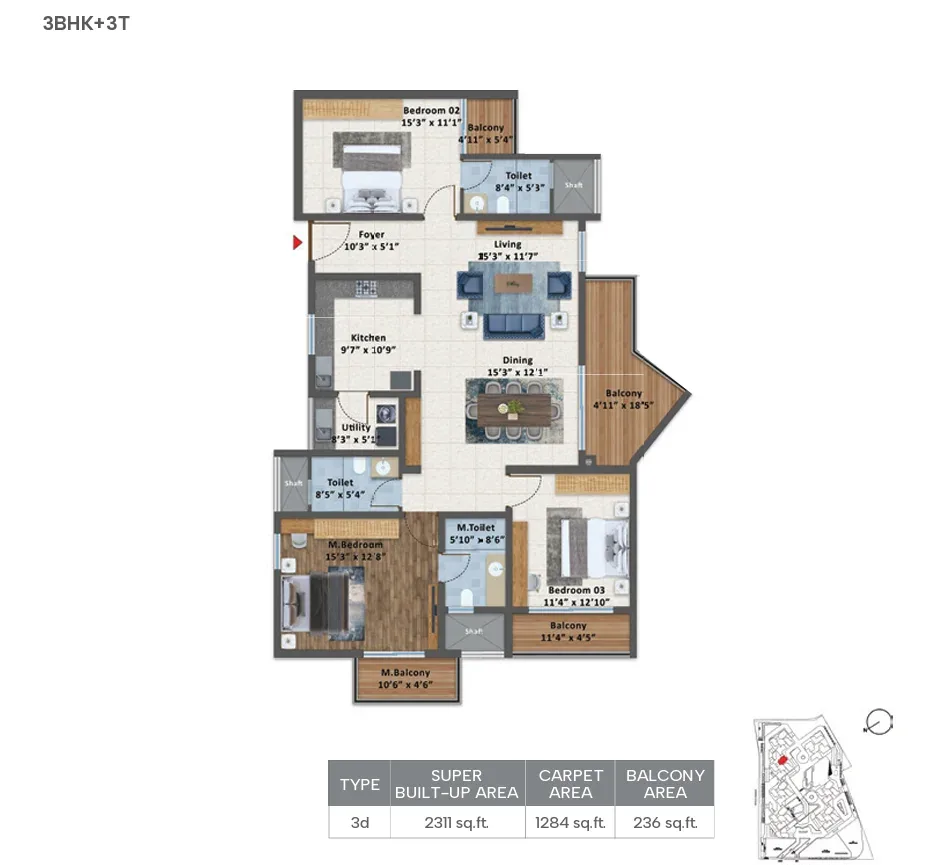 3BHK+3T
Bedroom 02
15'3" x 11'1"
Balcony
4'11" x 5'4"
Toilet
8'4" x 5'3"
Shaft
Foyer
10'3" x 5'1"
Living
15'3" x 11'7"
Kitchen
9'7" x 10'9"
Dining
15'3" x 12'1"
Balcony
4'11" x 18'5"
Utility
8'3" x 5'1"
Shaft
Toilet
8'5" x 5'4"
M.Toilet
5'10" x 8'6"
M.Bedroom
15'3" x 12'8"
Bedroom 03
11'4" x 12'10"
Shaft
Balcony
11'4" x 4'5"
M.Balcony
10'6" x 4'6"
N
TYPE
SUPER
BUILT-UP AREA
CARPET
AREA
BALCONY
AREA
3d
2311 sq.ft.
1284 sq.ft.
236 sq.ft.